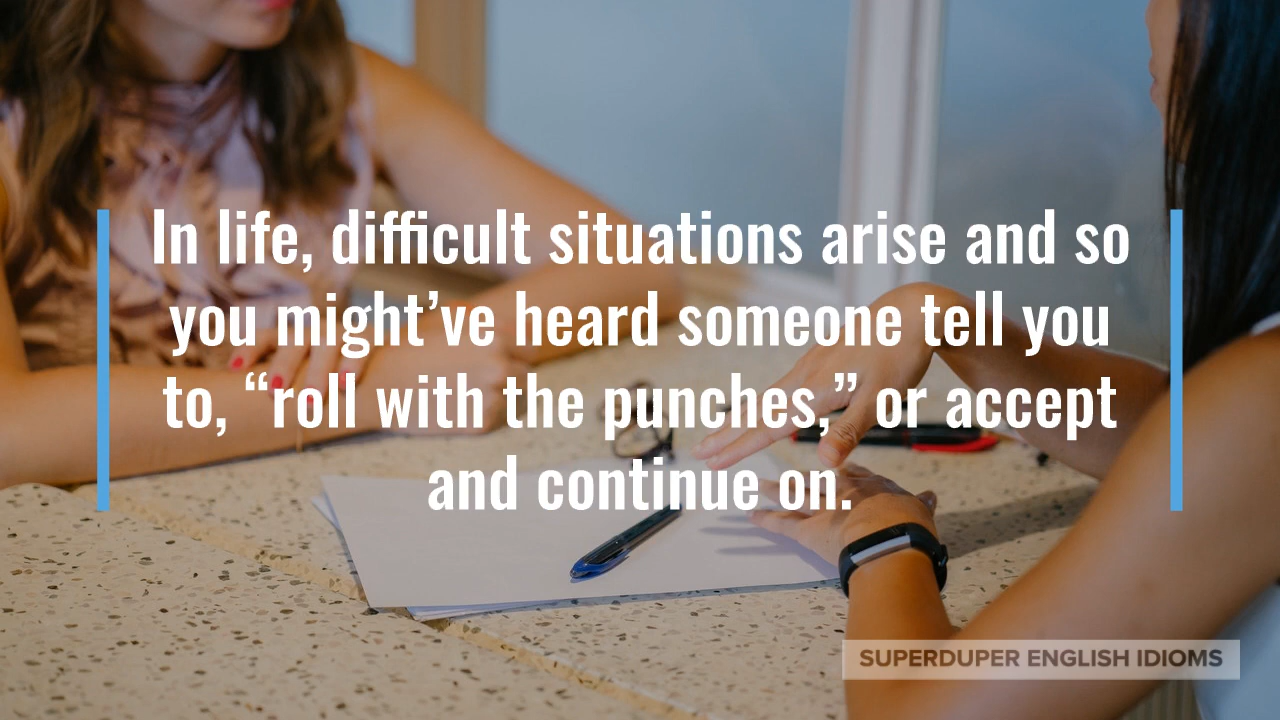 In life, difficult situations arise and so
you might’ve heard someone tell you
to, “roll with the punches,” or accept
and continue on.
SUPERDUPER ENGLISH IDIOMS